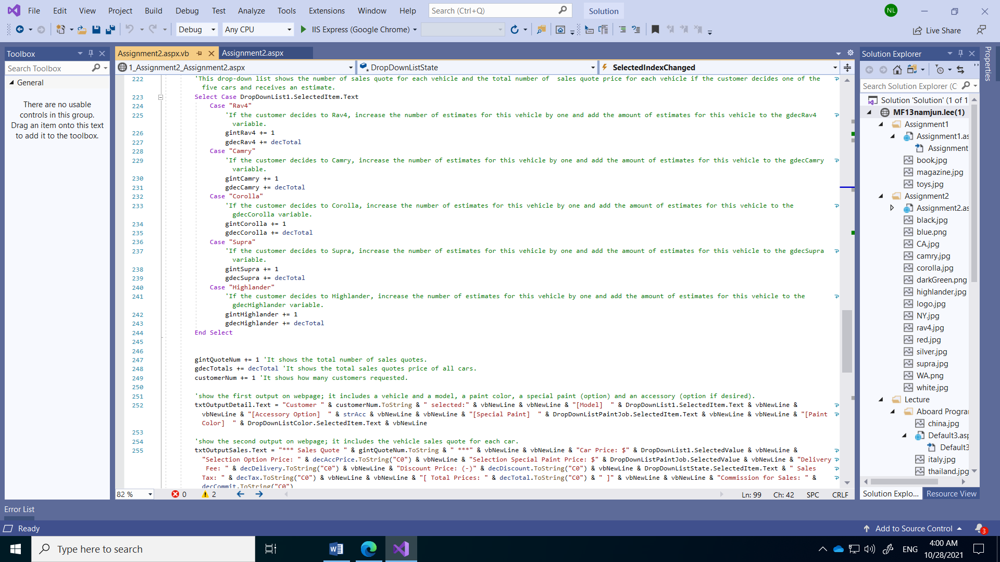 File Edit View Project Build Debug Test Analyze Tools Extensions Window Help Search (Ctrl+Q) Solution NL
Debug Any CPU IIS Express (Google Chrome) Live Share
Toolbox
Search Toolbox
General
There are no usable
controls in this group.
Drag an item onto this text
to add it to the toolbox.
Assignment2.aspx.vb Assignment2.aspx
1_Assignment2_Assignment2.aspx DropDownListState SelectedIndexChanged
222 'This drop-down list shows the number of sales quote for each vehicle and the total number of  sales quote price for each vehicle if the customer decides one of the
five cars and receives an estimate.
223 Select Case DropDownList1.SelectedItem.Text
224 Case "Rav4"
225 'If the customer decides to Rav4, increase the number of estimates for this vehicle by one and add the amount of estimates for this vehicle to the gdecRav4
variable.
226 gintRav4 += 1
227 gdecRav4 += decTotal
228 Case "Camry"
229 'If the customer decides to Camry, increase the number of estimates for this vehicle by one and add the amount of estimates for this vehicle to the gdecCamry
variable.
230 gintCamry += 1
231 gdecCamry += decTotal
232 Case "Corolla"
233 'If the customer decides to Corolla, increase the number of estimates for this vehicle by one and add the amount of estimates for this vehicle to the
gdecCorolla variable.
234 gintCorolla += 1
235 gdecCorolla += decTotal
236 Case "Supra"
237 'If the customer decides to Supra, increase the number of estimates for this vehicle by one and add the amount of estimates for this vehicle to the gdecSupra
variable.
238 gintSupra += 1
239 gdecSupra += decTotal
240 Case "Highlander"
241 'If the customer decides to Highlander, increase the number of estimates for this vehicle by one and add the amount of estimates for this vehicle to the
gdecHighlander variable.
242 gintHighlander += 1
243 gdecHighlander += decTotal
244 End Select
245
246
247 gintQuoteNum += 1 'It shows the total number of sales quotes.
248 gdecTotals += decTotal 'It shows the total sales quotes price of all cars.
249 customerNum += 1 'It shows how many customers requested.
250
251 'show the first output on webpage; it includes a vehicle and a model, a paint color, a special paint (option) and an accessory (option if desired).
252 txtOutputDetail.Text = "Customer " & customerNum.ToString & " selected:" & vbNewLine & vbNewLine & "[Model]  " & DropDownList1.SelectedItem.Text & vbNewLine &
vbNewLine & "[Accessory Option]  " & strAcc & vbNewLine & vbNewLine & "[Special Paint]  " & DropDownListPaintJob.SelectedItem.Text & vbNewLine & vbNewLine & "[Paint
Color]  " & DropDownListColor.SelectedItem.Text & vbNewLine
253
254 'show the second output on webpage; it includes the vehicle sales quote for each car.
255 txtOutputSales.Text = "*** Sales Quote " & gintQuoteNum.ToString & " ***" & vbNewLine & vbNewLine & "Car Price: $" & DropDownList1.SelectedValue & vbNewLine &
"Selection Option Price: " & decAccPrice.ToString("C0") & vbNewLine & "Selection Special Paint Price: $" & DropDownListPaintJob.SelectedValue & vbNewLine & "Delivery
Fee: " & decDelivery.ToString("C0") & vbNewLine & "Discount Price: (-)" & decDiscount.ToString("C0") & vbNewLine & DropDownListState.SelectedItem.Text & " Sales
Tax: " & decTax.ToString("C0") & vbNewLine & vbNewLine & "[ Total Prices: " & decTotal.ToString("C0") & " ]" & vbNewLine & vbNewLine & "Commission for Sales: " &
decCommit.ToString("C0")
82 % 0 2 Ln: 99 Ch: 42 SPC CRLF
Solution Explorer
Search Solution Explorer (C
Solution 'Solution' (1 of 1
MF13namjun.lee(1)
Assignment1
Assignment1.as
Assignment
book.jpg
magazine.jpg
toys.jpg
Assignment2
Assignment2.as
black.jpg
blue.png
CA.jpg
camry.jpg
corolla.jpg
darkGreen.png
highlander.jpg
logo.jpg
NY.jpg
rav4.jpg
red.jpg
silver.jpg
supra.jpg
WA.png
white.jpg
Lecture
Aboard Progra
china.jpg
Default3.asp
Default3
italy.jpg
thailand.jpg
Solution Explo... Resource View
Properties
Error List
Ready Add to Source Control 3
Type here to search ENG 4:00 AM
10/28/2021